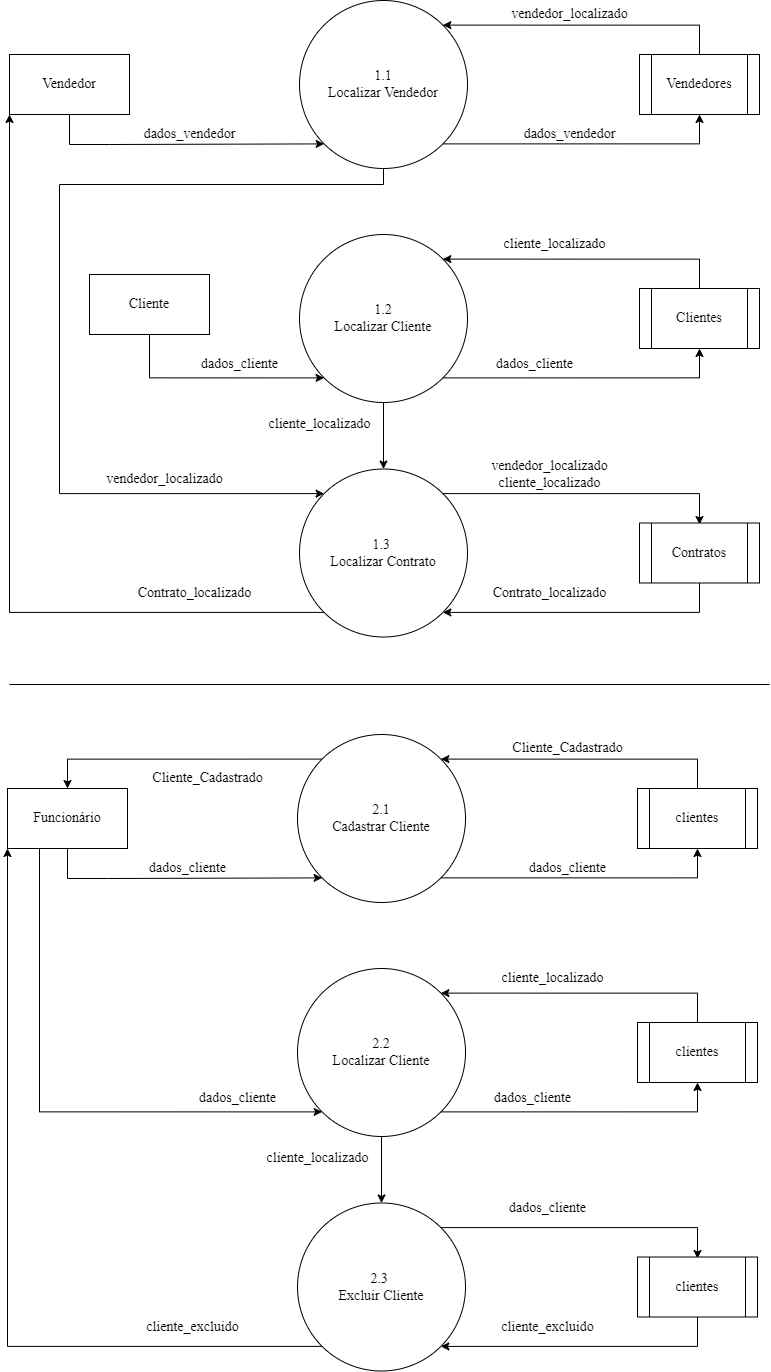 vendedor_localizado
1.1
Localizar Vendedor
Vendedor
Vendedores
dados_vendedor
dados_vendedor
cliente_localizado
1.2
Localizar Cliente
Cliente
Clientes
dados_cliente
dados_cliente
cliente_localizado
vendedor_localizado
cliente_localizado
vendedor_localizado
1.3
Localizar Contrato
Contratos
Contrato_localizado
Contrato_localizado
Cliente_Cadastrado
Cliente_Cadastrado
Funcionário
2.1
Cadastrar Cliente
clientes
dados_cliente
dados_cliente
cliente_localizado
2.2
Localizar Cliente
clientes
dados_cliente
dados_cliente
cliente_localizado
dados_cliente
2.3
Excluir Cliente
clientes
cliente_excluido
cliente_excluido